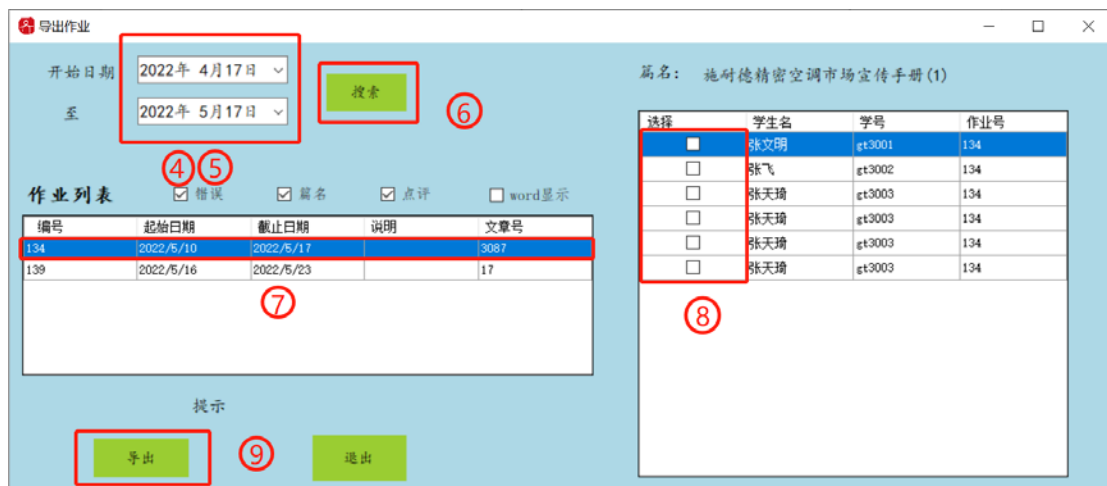 导出作业
开始日期 2022年 4月17日 搜索
至 2022年 5月17日 ⑥
④⑤
作业列表 错误 篇名 点评 word显示
编号 起始日期 截止日期 说明 文章号
134 2022/5/10 2022/5/17 3087
139 2022/5/16 2022/5/23 17
⑦
提示
导出 ⑨ 退出
篇名: 施耐德精密空调市场宣传手册(1)
选择 学生名 学号 作业号
张文明 gt3001 134
张飞 gt3002 134
张天琦 gt3003 134
张天琦 gt3003 134
张天琦 gt3003 134
张天琦 gt3003 134
⑧